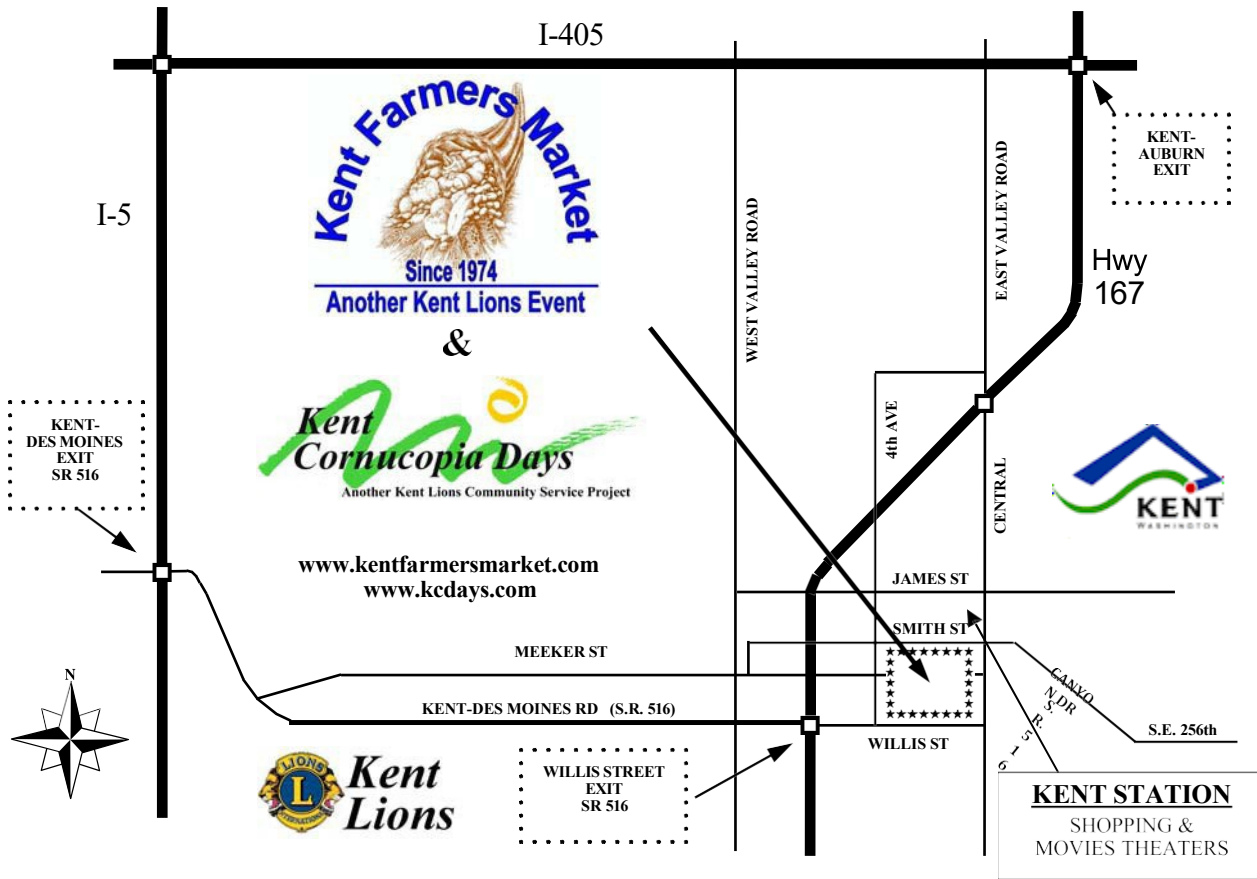 I-405
I-5
Kent Farmers Market
Since 1974
Another Kent Lions Event
&
Kent
Cornucopia Days
Another Kent Lions Community Service Project
www.kentfarmersmarket.com
www.kcdays.com
KENT-
DES MOINES
EXIT
SR 516
WEST VALLEY ROAD
EAST VALLEY ROAD
KENT-
AUBURN
EXIT
Hwy
167
4th AVE
CENTRAL
KENT
WASHINGTON
JAMES ST
SMITH ST
MEEKER ST
KENT-DES MOINES RD (S.R. 516)
WILLIS ST
CANYO
N DR
S. R. 516
S.E. 256th
N
LIONS
L
INTERNATIONAL
Kent
Lions
WILLIS STREET
EXIT
SR 516
KENT STATION
SHOPPING &
MOVIES THEATERS